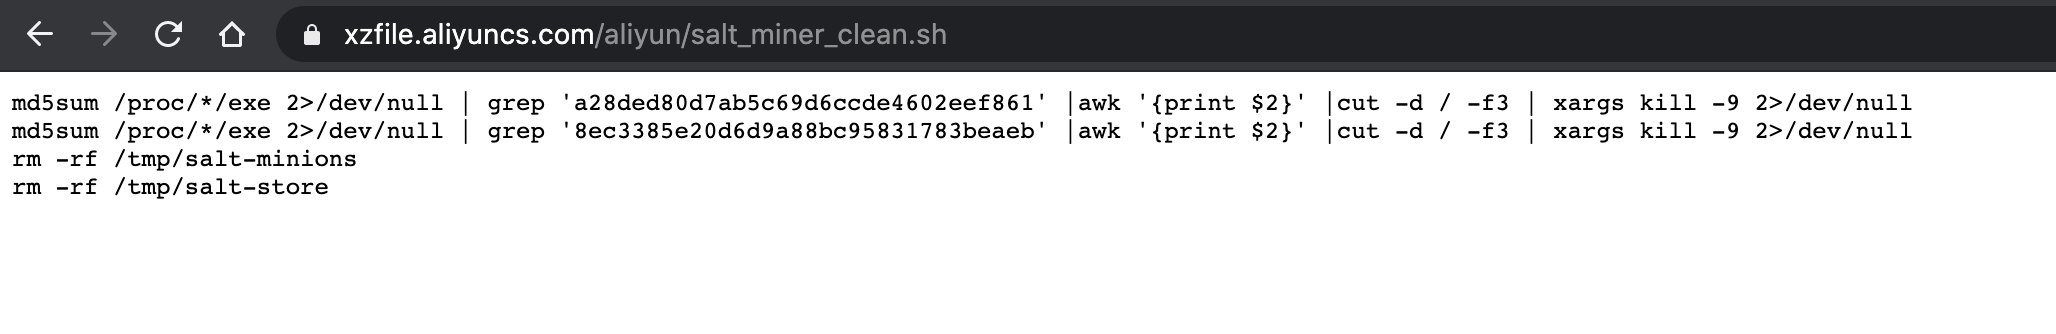 xzfile.aliyuncs.com/aliyun/salt_miner_clean.sh
md5sum /proc/*/exe 2>/dev/null | grep 'a28ded80d7ab5c69d6ccde4602eef861' |awk '{print $2}' |cut -d / -f3 | xargs kill -9 2>/dev/null
md5sum /proc/*/exe 2>/dev/null | grep '8ec3385e20d6d9a88bc95831783beaeb' |awk '{print $2}' |cut -d / -f3 | xargs kill -9 2>/dev/null
rm -rf /tmp/salt-minions
rm -rf /tmp/salt-store